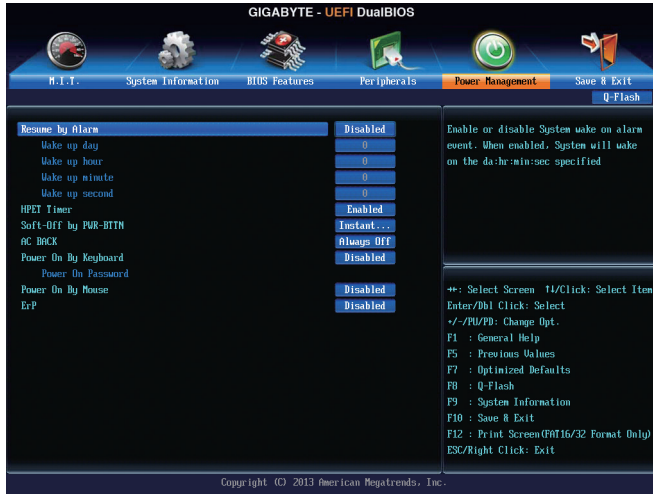 GIGABYTE - UEFI DualBIOS
M.I.T. System Information BIOS Features Peripherals Power Management Save & Exit
Q-Flash
Resume by Alarm Disabled
Wake up day 0
Wake up hour 0
Wake up minute 0
Wake up second 0
HPET Timer Enabled
Soft-Off by PWR-BTTN Instant...
AC BACK Always Off
Power On By Keyboard Disabled
Power On Password
Power On By Mouse Disabled
ErP Disabled
Enable or disable System wake on alarm
event. When enabled, System will wake
on the da:hr:min:sec specified
→←: Select Screen ↑↓/Click: Select Item
Enter/Dbl Click: Select
+/-/PU/PD: Change Opt.
F1 : General Help
F5 : Previous Values
F7 : Optimized Defaults
F8 : Q-Flash
F9 : System Information
F10 : Save & Exit
F12 : Print Screen(FAT16/32 Format Only)
ESC/Right Click: Exit
Copyright (C) 2013 American Megatrends, Inc.